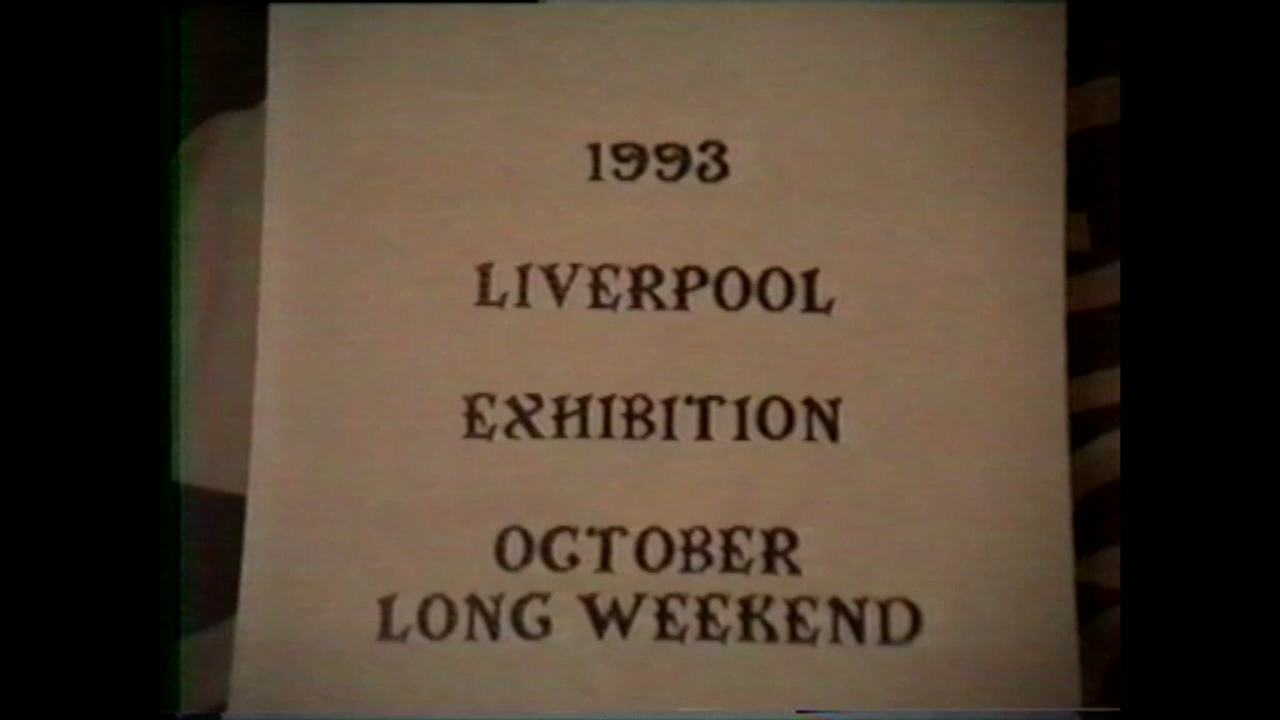 1993
LIVERPOOL
EXHIBITION
OCTOBER
LONG WEEKEND